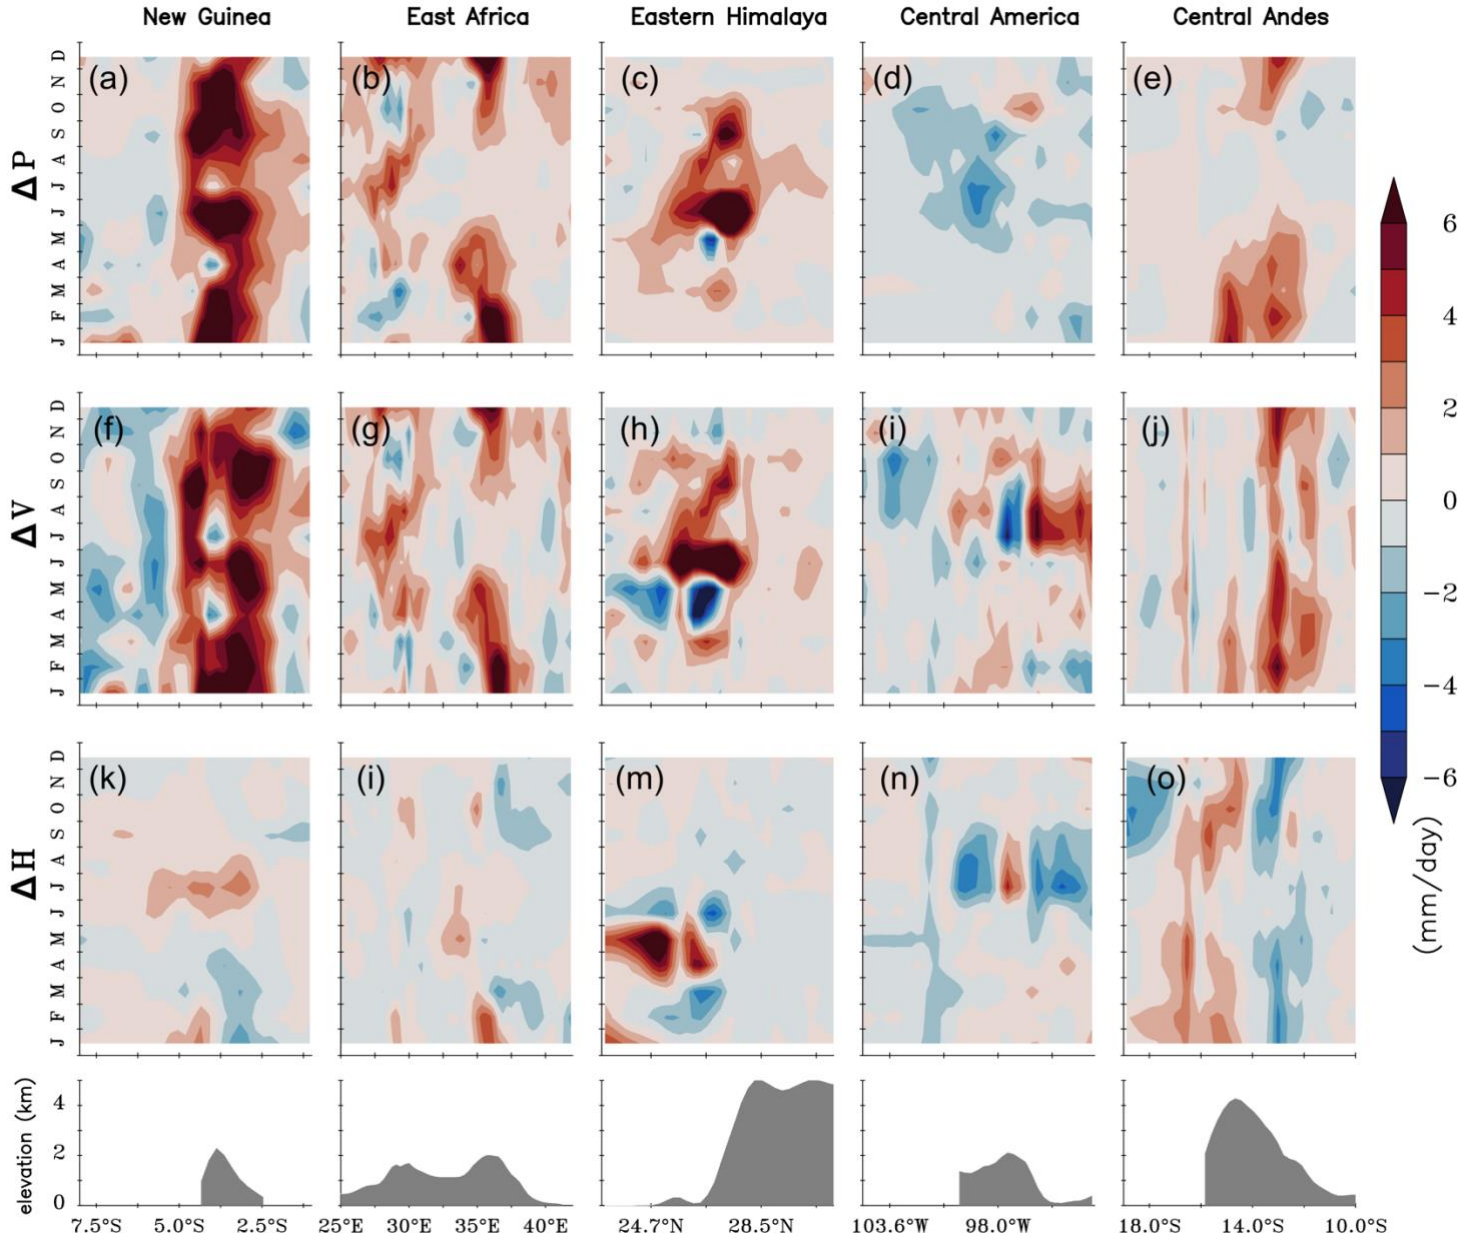 New Guinea East Africa Eastern Himalaya Central America Central Andes
(a) (b) (c) (d) (e)
ΔP
D
N
O
S
A
J
J
M
A
M
F
J
(f) (g) (h) (i) (j)
ΔV
D
N
O
S
A
J
J
M
A
M
F
J
(k) (i) (m) (n) (o)
ΔH
D
N
O
S
A
J
J
M
A
M
F
J
6
4
2
0
−2
−4
−6
(mm/day)
elevation (km)
4
2
0
7.5°S 5.0°S 2.5°S 25°E 30°E 35°E 40°E 24.7°N 28.5°N 103.6°W 98.0°W 18.0°S 14.0°S 10.0°S